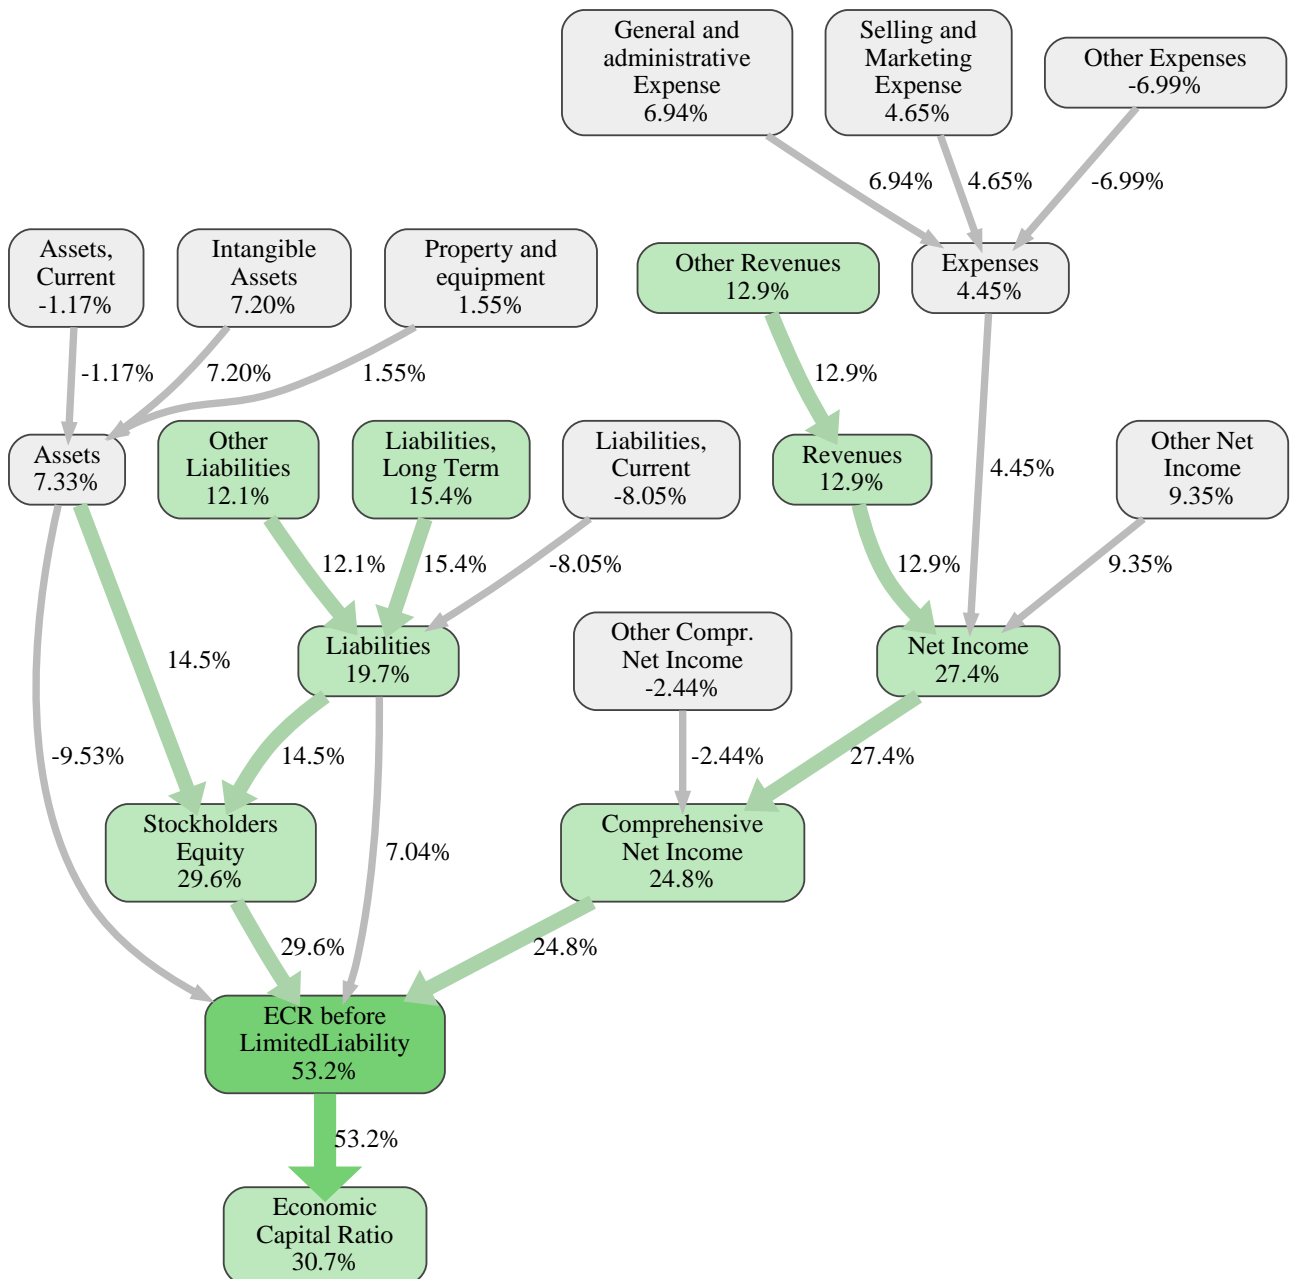 General and
administrative
Expense
6.94%
Selling and
Marketing
Expense
4.65%
Other Expenses
-6.99%
6.94%
4.65%
-6.99%
Assets,
Current
-1.17%
Intangible
Assets
7.20%
Property and
equipment
1.55%
Other Revenues
12.9%
Expenses
4.45%
-1.17%
7.20%
1.55%
12.9%
Assets
7.33%
Other
Liabilities
12.1%
Liabilities,
Long Term
15.4%
Liabilities,
Current
-8.05%
Revenues
12.9%
4.45%
Other Net
Income
9.35%
12.1%
15.4%
-8.05%
12.9%
9.35%
14.5%
Liabilities
19.7%
Other Compr.
Net Income
-2.44%
Net Income
27.4%
-9.53%
14.5%
-2.44%
27.4%
Stockholders
Equity
29.6%
7.04%
Comprehensive
Net Income
24.8%
29.6%
24.8%
ECR before
LimitedLiability
53.2%
53.2%
Economic
Capital Ratio
30.7%